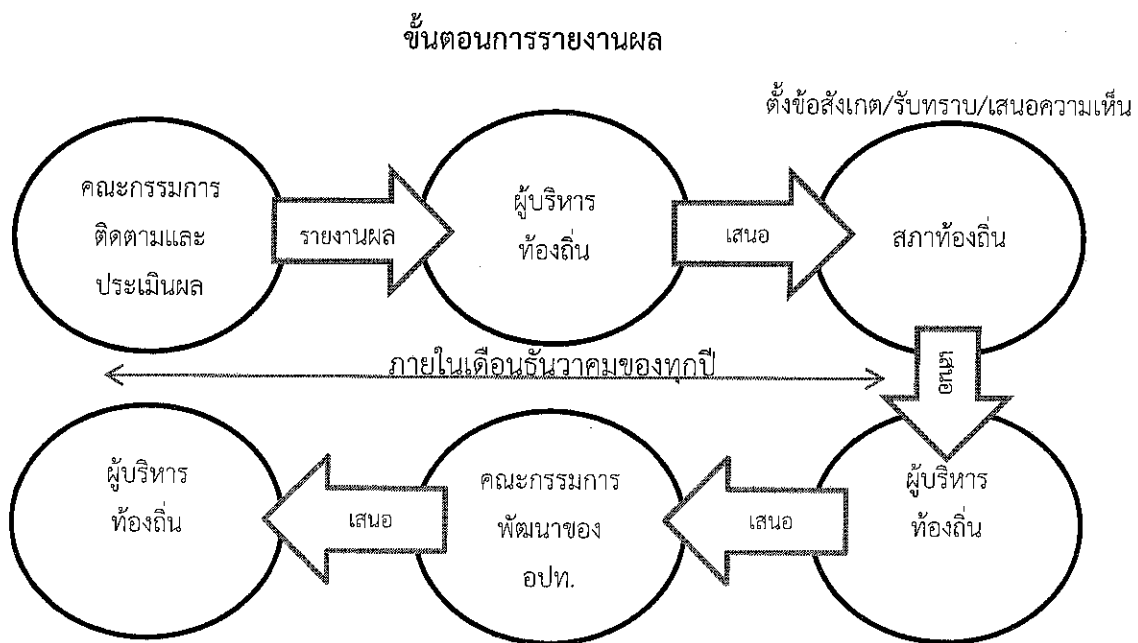 ขั้นตอนการรายงานผล
ตั้งข้อสังเกต/รับทราบ/เสนอความเห็น
คณะกรรมการ
ติดตามและ
ประเมินผล
รายงานผล
ผู้บริหาร
ท้องถิ่น
เสนอ
สภาท้องถิ่น
ภายในเดือนธันวาคมของทุกปี
เสนอ
ผู้บริหาร
ท้องถิ่น
เสนอ
คณะกรรมการ
พัฒนาของ
อปท.
เสนอ
ผู้บริหาร
ท้องถิ่น